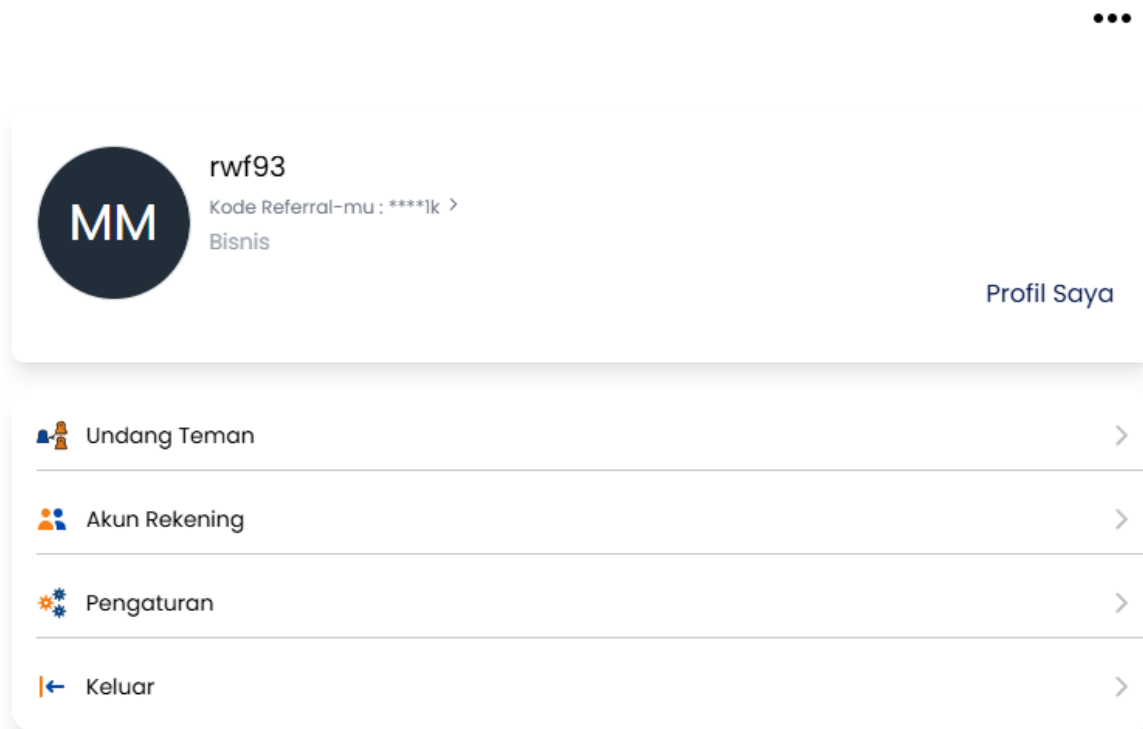 rwf93
MM
Kode Referral-mu : ****1k >
Bisnis
Profil Saya
Undang Teman
Akun Rekening
Pengaturan
Keluar